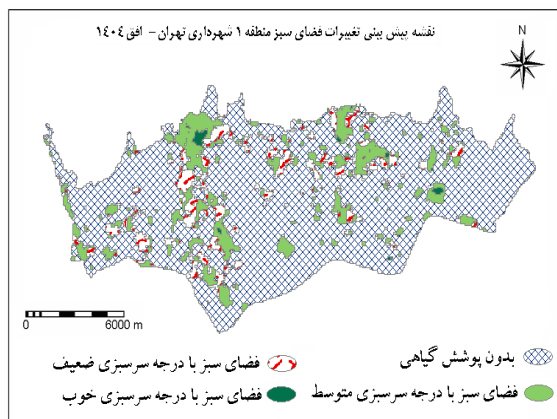 نقشه پیش بینی تغییرات فضای سبز منطقه ۱ شهرداری تهران - افق ۱۴۰۴
N
0 6000 m
بدون پوشش گیاهی
فضای سبز با درجه سرسبزی ضعیف
فضای سبز با درجه سرسبزی متوسط
فضای سبز با درجه سرسبزی خوب